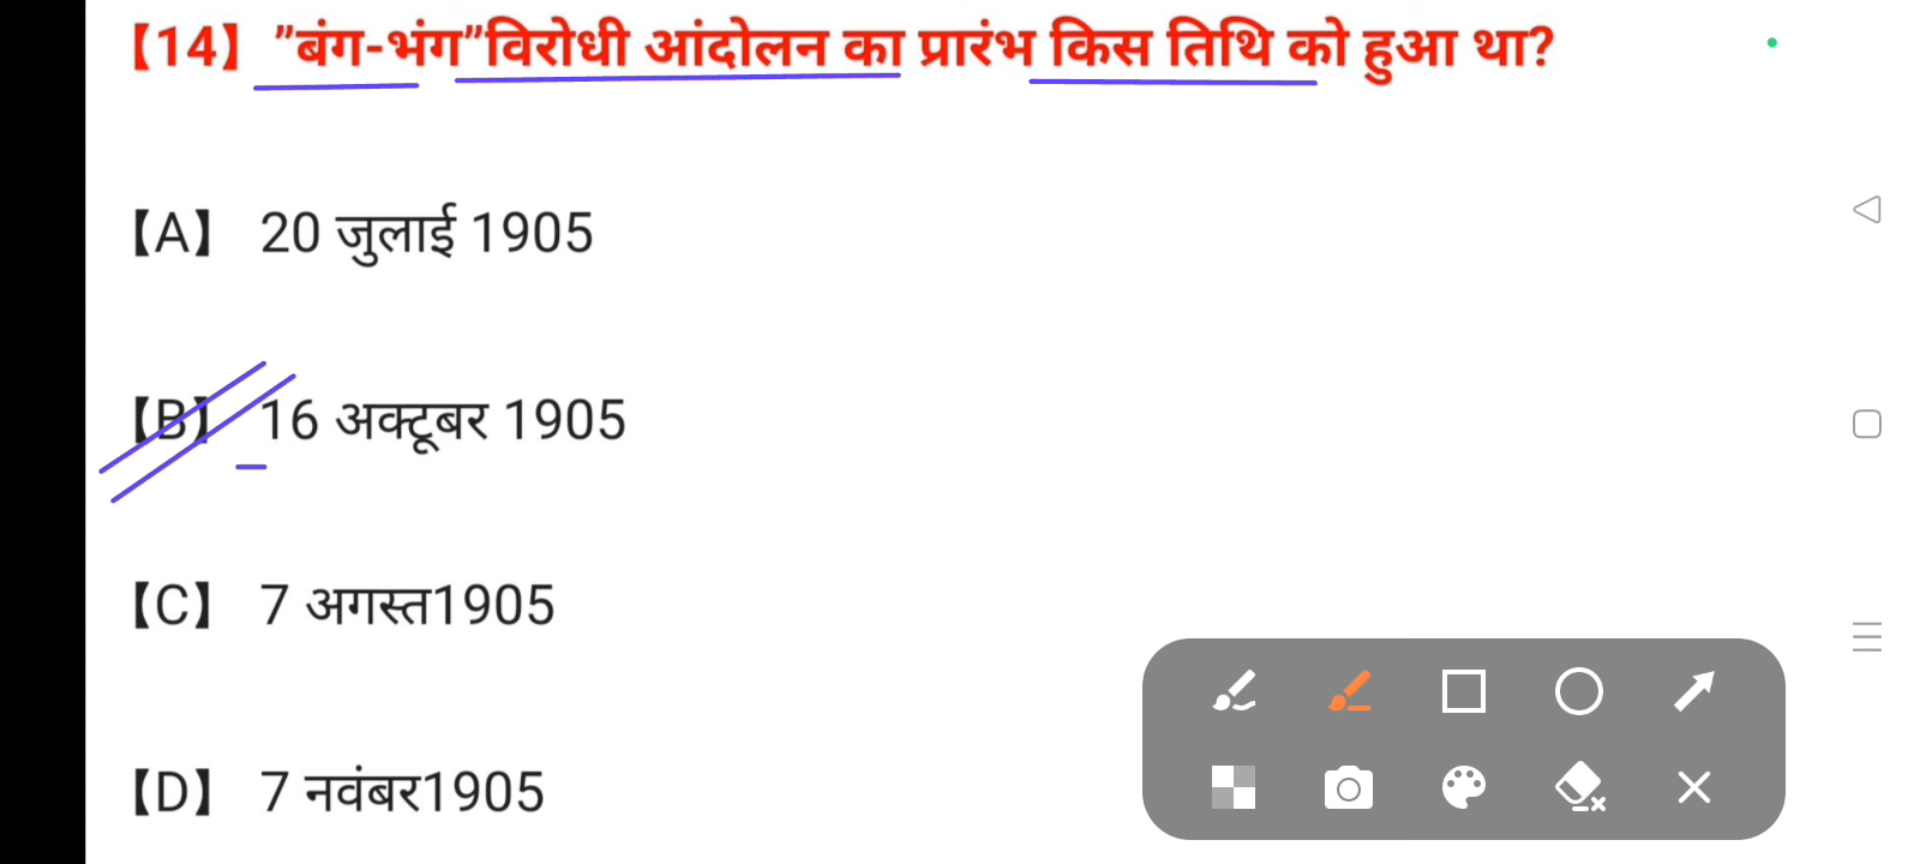 【14】 ”बंग-भंग”विरोधी आंदोलन का प्रारंभ किस तिथि को हुआ था?
【A】 20 जुलाई 1905
【B】 16 अक्टूबर 1905
【C】 7 अगस्त1905
【D】 7 नवंबर1905